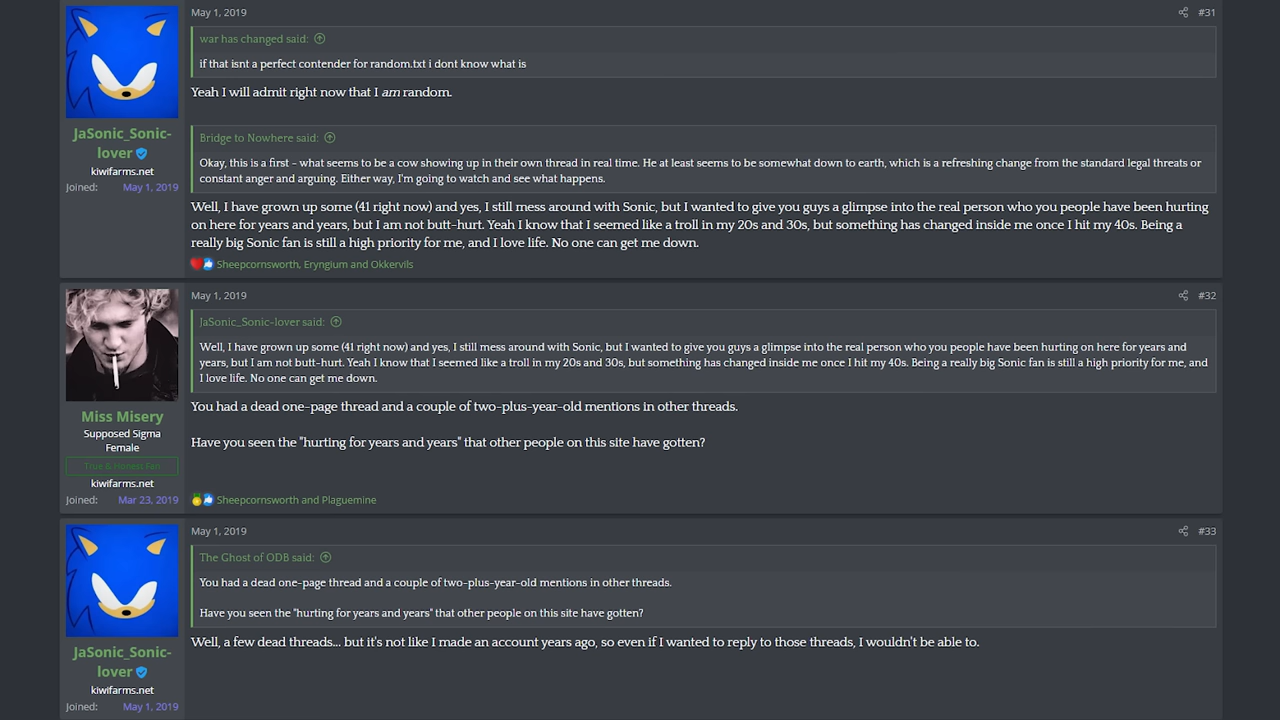 May 1, 2019
#31
war has changed said:
if that isnt a perfect contender for random.txt i dont know what is
Yeah I will admit right now that I am random.
JaSonic_Sonic-
lover
kiwifarms.net
Joined: May 1, 2019
Bridge to Nowhere said:
Okay, this is a first – what seems to be a cow showing up in their own thread in real time. He at least seems to be somewhat down to earth, which is a refreshing change from the standard legal threats or
constant anger and arguing. Either way, I'm going to watch and see what happens.
Well, I have grown up some (41 right now) and yes, I still mess around with Sonic, but I wanted to give you guys a glimpse into the real person who you people have been hurting
on here for years and years, but I am not butt-hurt. Yeah I know that I seemed like a troll in my 20s and 30s, but something has changed inside me once I hit my 40s. Being a
really big Sonic fan is still a high priority for me, and I love life. No one can get me down.
Sheepcornsworth, Eryngium and Okkervils
May 1, 2019
#32
Miss Misery
Supposed Sigma
Female
True & Honest Fan
kiwifarms.net
Joined: Mar 23, 2019
JaSonic_Sonic-lover said:
Well, I have grown up some (41 right now) and yes, I still mess around with Sonic, but I wanted to give you guys a glimpse into the real person who you people have been hurting on here for years and
years, but I am not butt-hurt. Yeah I know that I seemed like a troll in my 20s and 30s, but something has changed inside me once I hit my 40s. Being a really big Sonic fan is still a high priority for me, and
I love life. No one can get me down.
You had a dead one-page thread and a couple of two-plus-year-old mentions in other threads.
Have you seen the "hurting for years and years" that other people on this site have gotten?
Sheepcornsworth and Plaguemine
May 1, 2019
#33
JaSonic_Sonic-
lover
kiwifarms.net
Joined: May 1, 2019
The Ghost of ODB said:
You had a dead one-page thread and a couple of two-plus-year-old mentions in other threads.
Have you seen the "hurting for years and years" that other people on this site have gotten?
Well, a few dead threads... but it's not like I made an account years ago, so even if I wanted to reply to those threads, I wouldn't be able to.